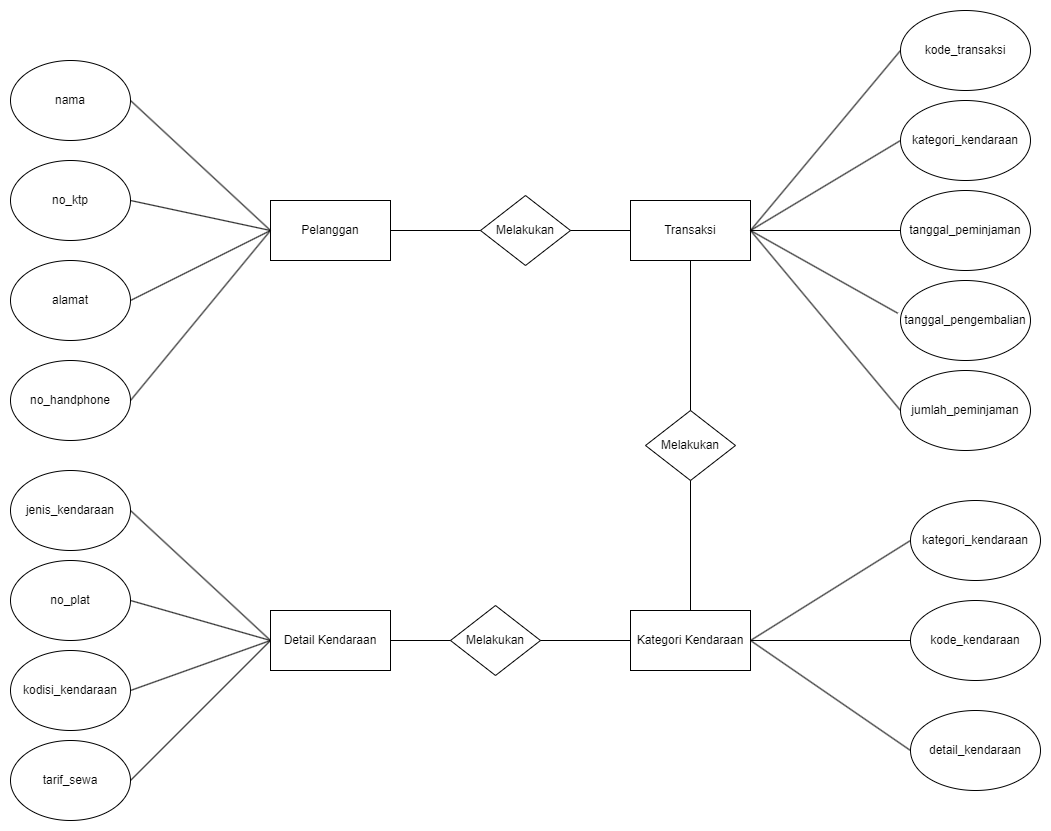 kode_transaksi
nama
kategori_kendaraan
no_ktp
Pelanggan
Melakukan
Transaksi
tanggal_peminjaman
alamat
tanggal_pengembalian
no_handphone
jumlah_peminjaman
Melakukan
jenis_kendaraan
kategori_kendaraan
no_plat
Detail Kendaraan
Melakukan
Kategori Kendaraan
kode_kendaraan
kodisi_kendaraan
detail_kendaraan
tarif_sewa